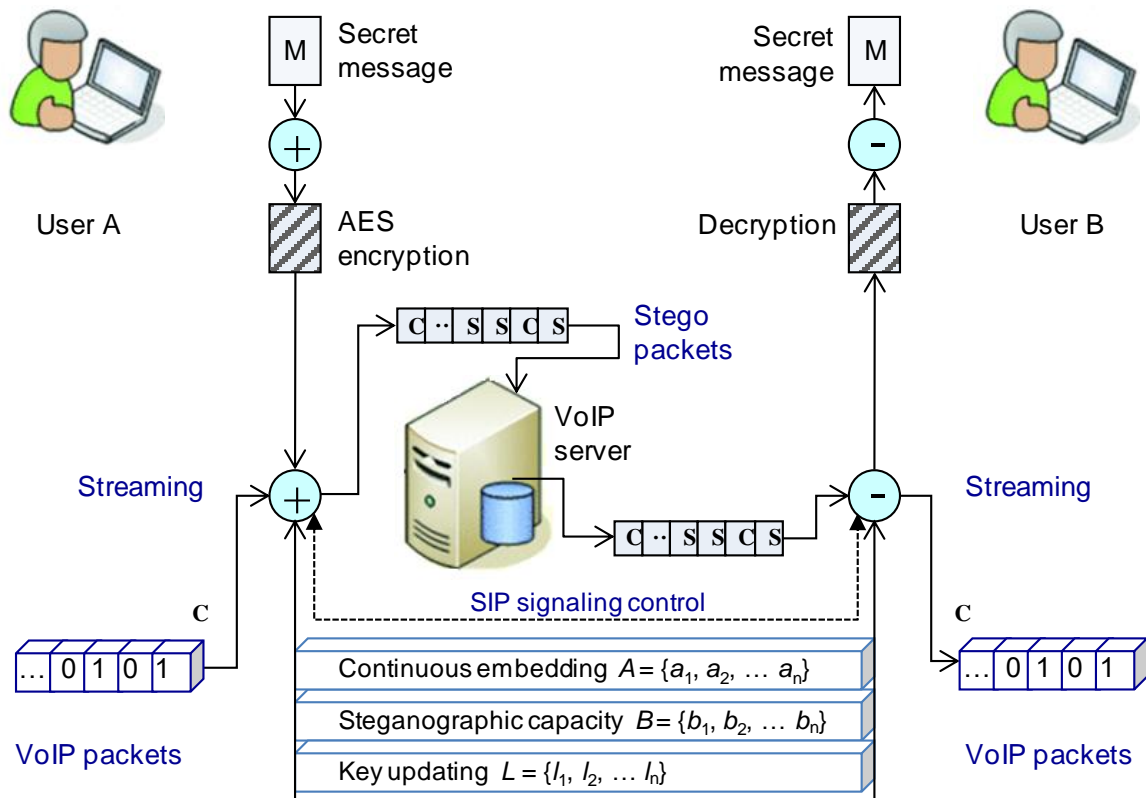 M
Secret
message
+
User A
AES
encryption
Secret
message
M
-
Decryption
User B
C ·· S S C S
Stego
packets
VoIP
server
Streaming
+
-
Streaming
C ·· S S C S
SIP signaling control
C
C
... 0 1 0 1
... 0 1 0 1
Continuous embedding A = {a1, a2, … an}
Steganographic capacity B = {b1, b2, … bn}
Key updating L = {l1, l2, … ln}
VoIP packets
VoIP packets